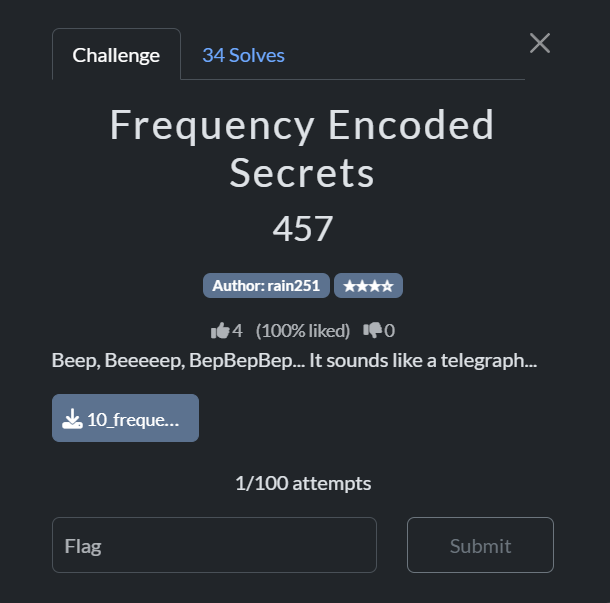 Challenge
34 Solves
Frequency Encoded
Secrets
457
Author: rain251 ★★★☆
4 (100% liked) 0
Beep, Beeeeep, BepBepBep... It sounds like a telegraph...
10_freque...
1/100 attempts
Flag
Submit